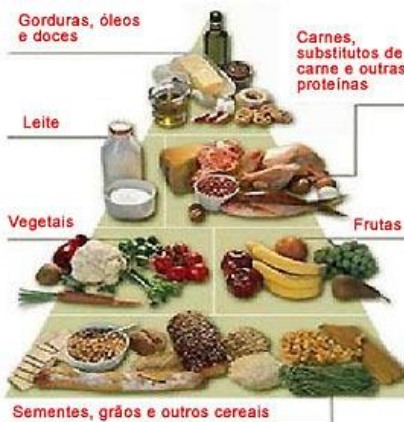 Gorduras, óleos
e doces
Carnes,
substitutos de
carne e outras
proteínas
Leite
Vegetais
Frutas
Sementes, grãos e outros cereais